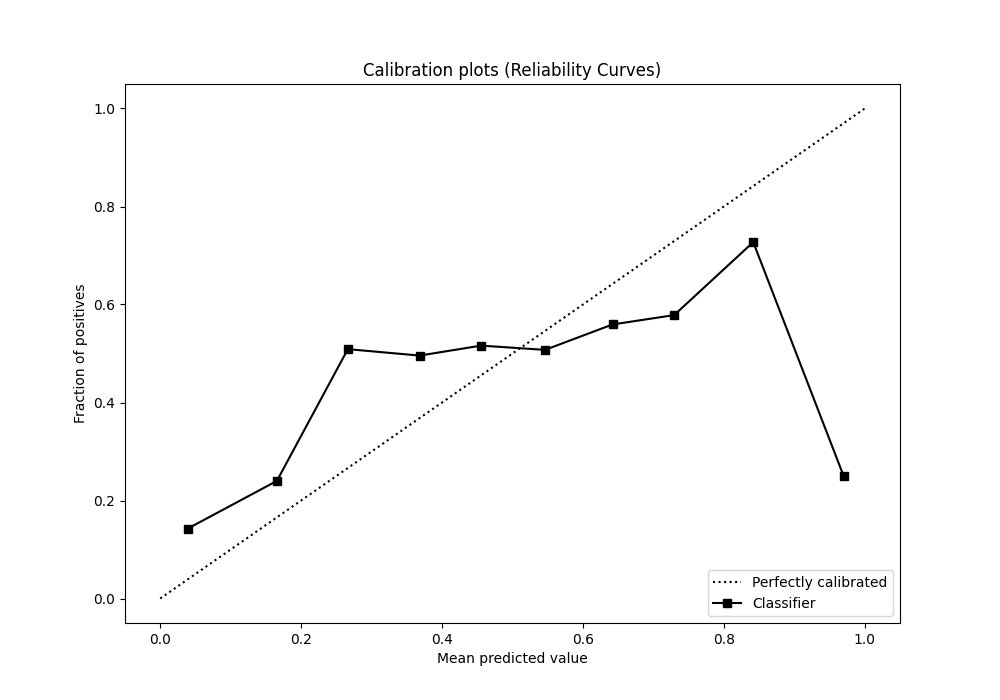 Calibration plots (Reliability Curves)
Fraction of positives
1.0
0.8
0.6
0.4
0.2
0.0
Perfectly calibrated
Classifier
0.0 0.2 0.4 0.6 0.8 1.0
Mean predicted value